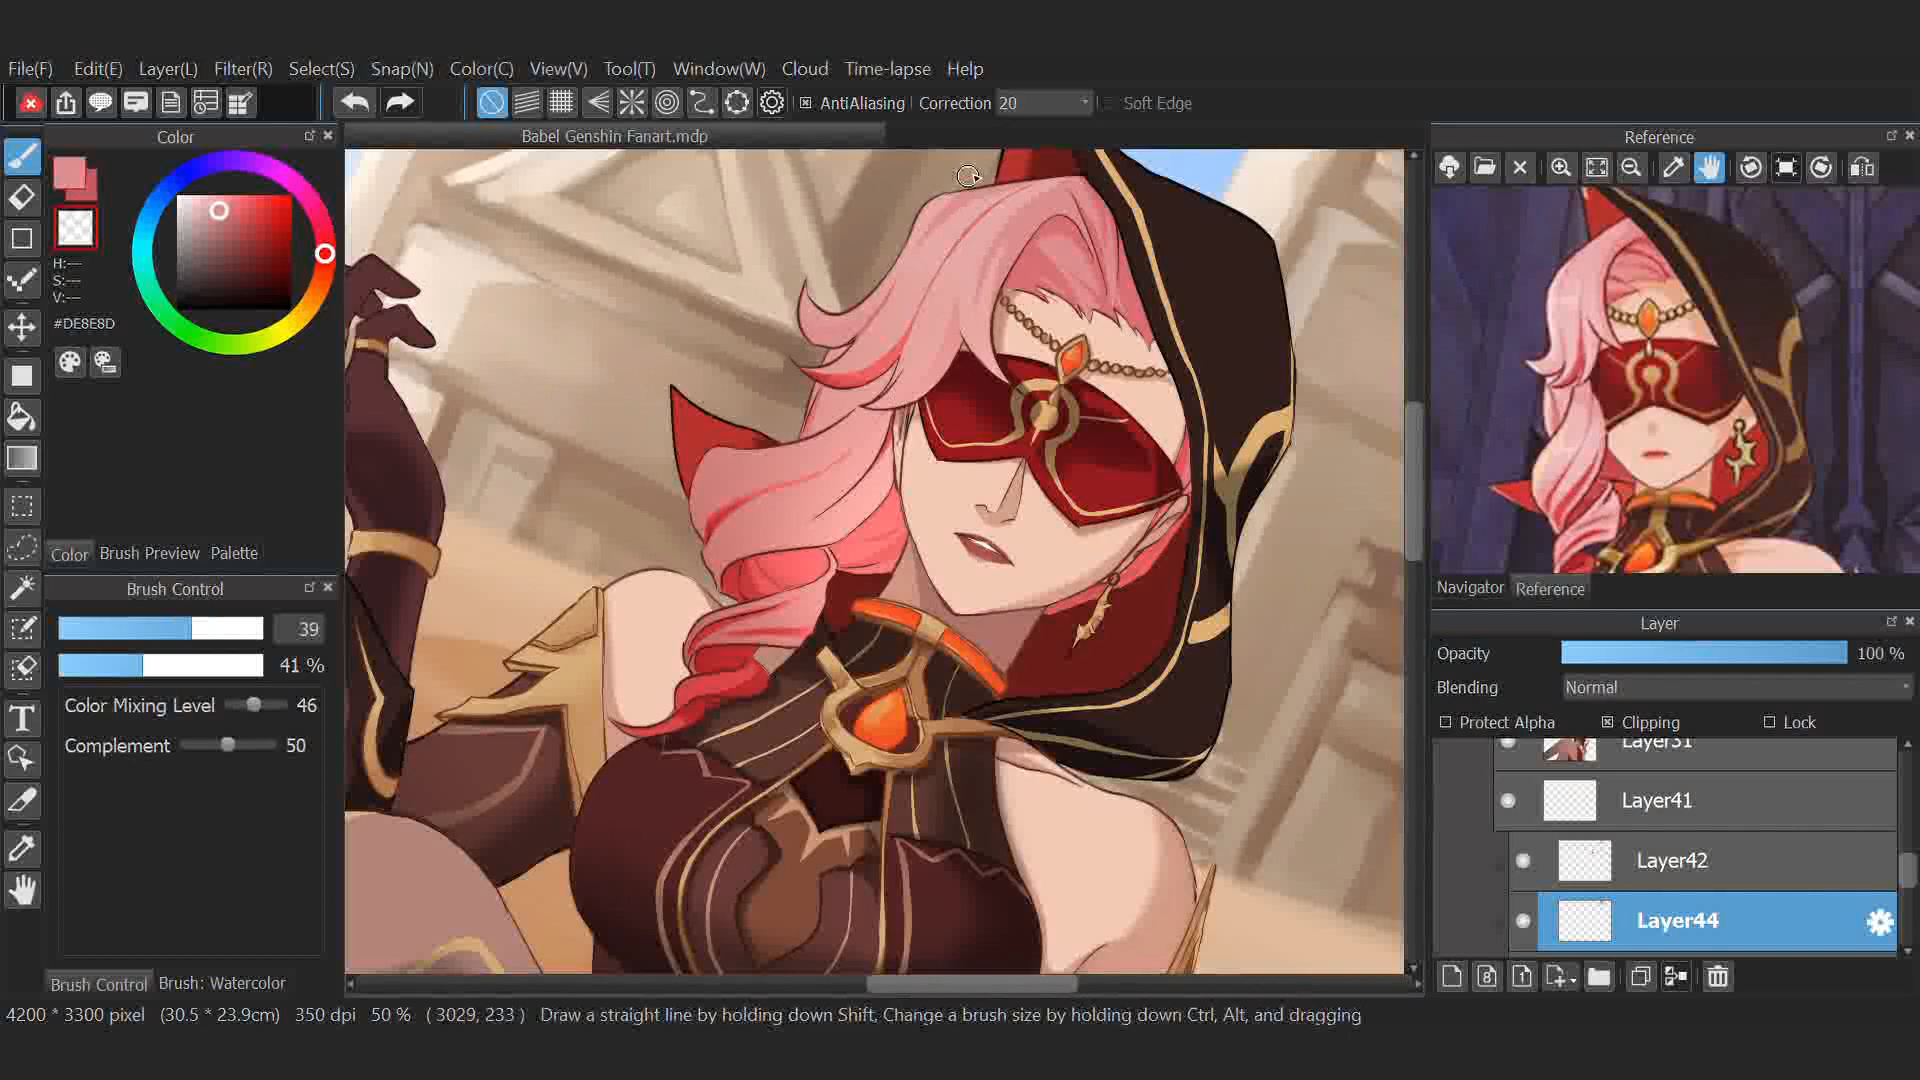 File(F) Edit(E) Layer(L) Filter(R) Select(S) Snap(N) Color(C) View(V) Tool(T) Window(W) Cloud Time-lapse Help
AntiAliasing Correction 20 Soft Edge
Color
Babel Genshin Fanart.mdp
Reference
H:---
S:---
V:---
#DE8E8D
Color Brush Preview Palette
Brush Control
39
41 %
Color Mixing Level 46
Complement 50
Brush Control Brush: Watercolor
Navigator Reference
Layer
Opacity 100 %
Blending Normal
Protect Alpha Clipping Lock
Layer31
Layer41
Layer42
Layer44
8 1
T
4200 * 3300 pixel (30.5 * 23.9cm) 350 dpi 50 % ( 3029, 233 ) Draw a straight line by holding down Shift, Change a brush size by holding down Ctrl, Alt, and dragging